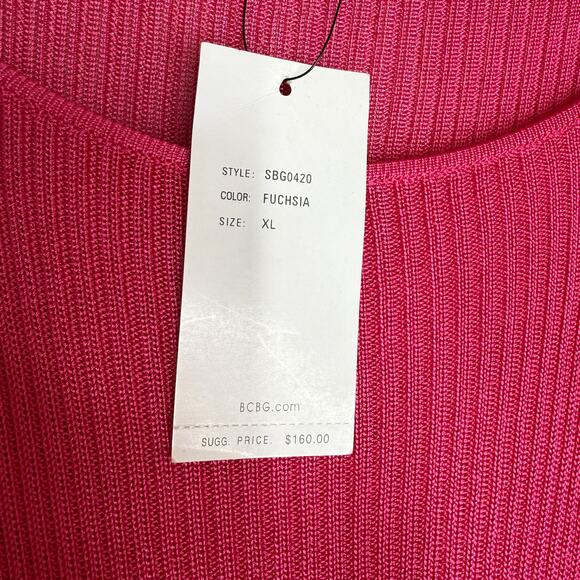 STYLE: SBG0420
COLOR: FUCHSIA
SIZE: XL
BCBG.com
SUGG. PRICE. $160.00